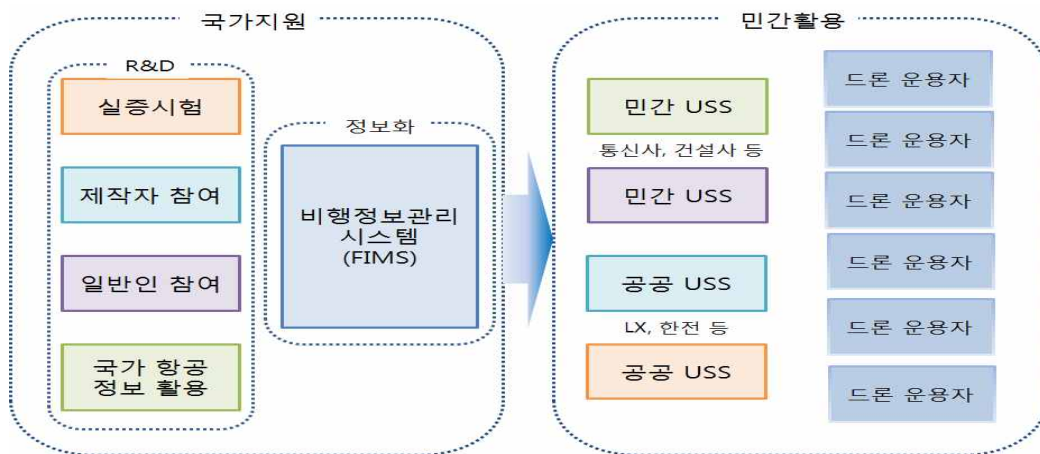 국가지원
R&D
실증시험
제작자 참여
일반인 참여
국가 항공
정보 활용
정보화
비행정보관리
시스템
(FIMS)
민간활용
민간 USS
통신사, 건설사 등
민간 USS
공공 USS
LX, 한전 등
공공 USS
드론 운용자
드론 운용자
드론 운용자
드론 운용자
드론 운용자
드론 운용자